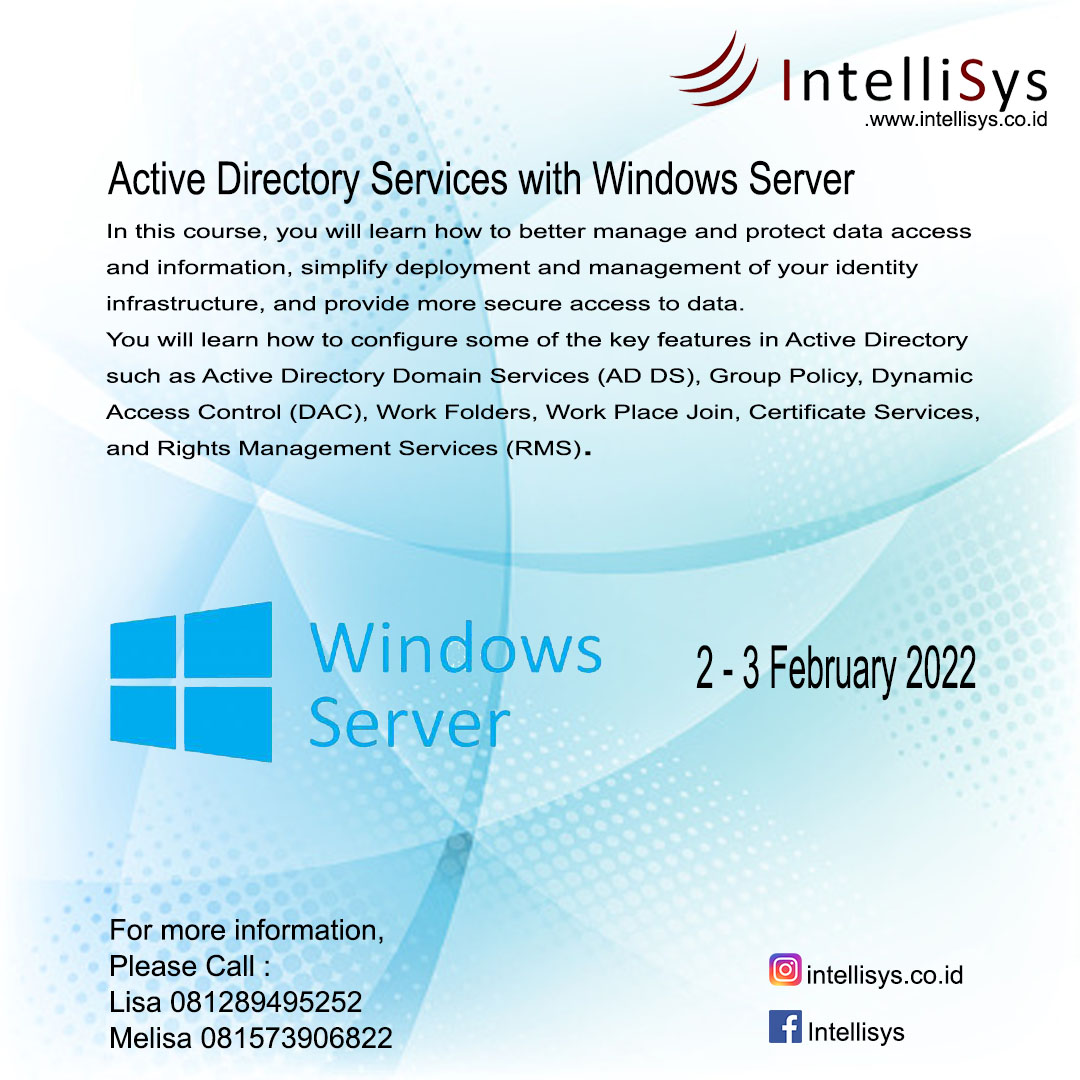 IntelliSys
.www.intellisys.co.id
Active Directory Services with Windows Server
In this course, you will learn how to better manage and protect data access
and information, simplify deployment and management of your identity
infrastructure, and provide more secure access to data.
You will learn how to configure some of the key features in Active Directory
such as Active Directory Domain Services (AD DS), Group Policy, Dynamic
Access Control (DAC), Work Folders, Work Place Join, Certificate Services,
and Rights Management Services (RMS).
Windows
Server
2 - 3 February 2022
For more information,
Please Call :
Lisa 081289495252
Melisa 081573906822
intellisys.co.id
Intellisys